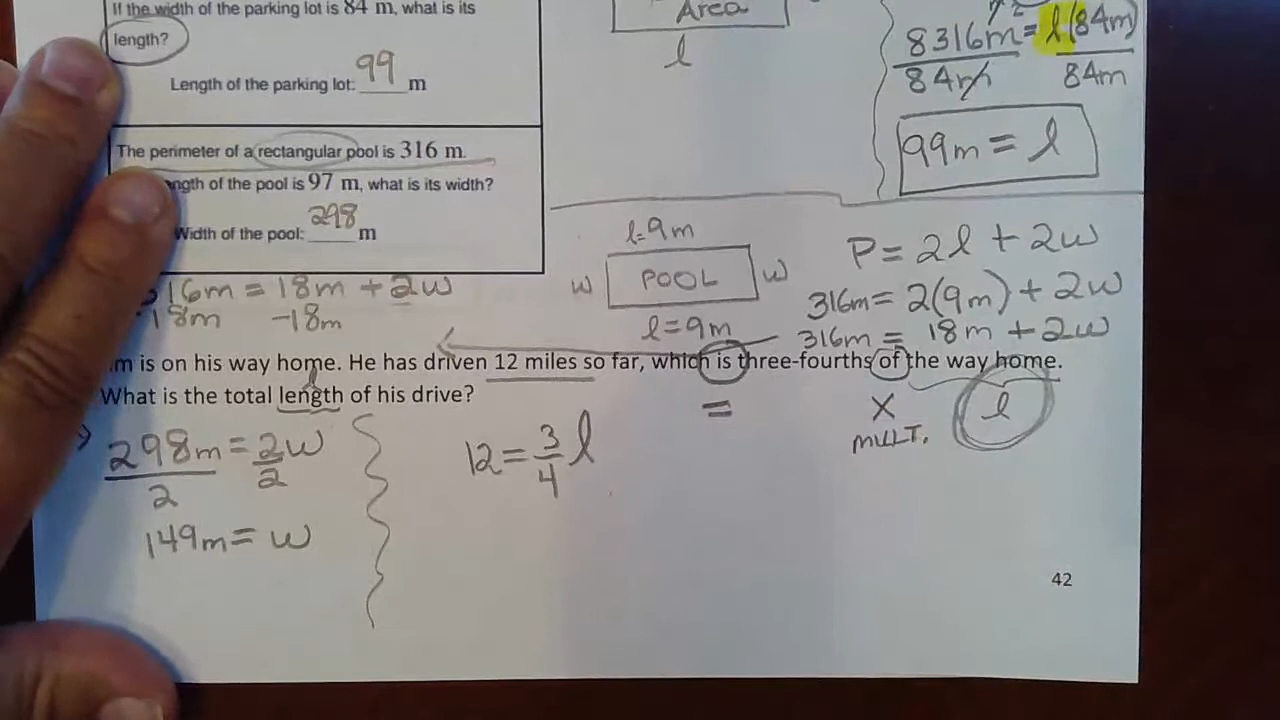 If the width of the parking lot is 84 m, what is its
length?
Length of the parking lot: 99 m
Area
l
8316m² = l(84m)
84m 84m
99m = l
The perimeter of a rectangular pool is 316 m.
ngth of the pool is 97 m, what is its width?
Width of the pool: 298 m
l=9m
w POOL w
l=9m
P = 2l + 2w
316m = 2(9m) + 2w
316m = 18m + 2w
316m = 18m + 2w
-18m -18m
m is on his way home. He has driven 12 miles so far, which is three-fourths of the way home.
What is the total length of his drive?
= X l
MULT.
298m = 2w
2 2
149m = w
12 = 3/4 l
42